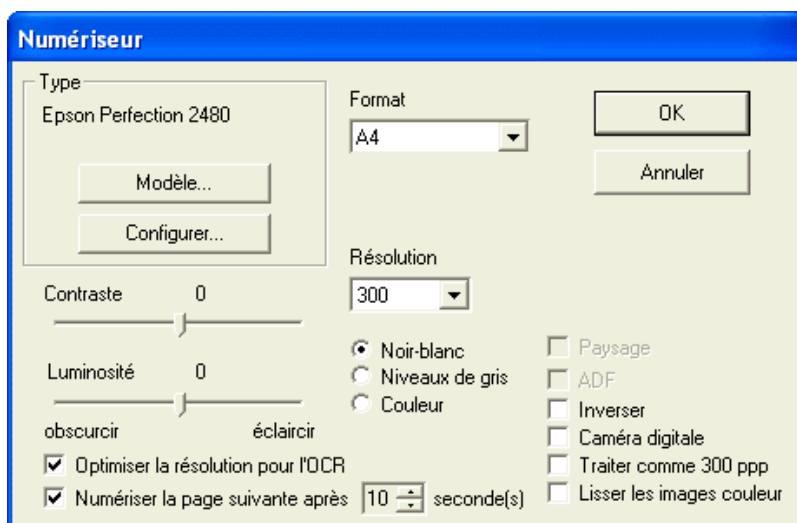 Numériseur
Type
Epson Perfection 2480
Modèle...
Configurer...
Format
A4
OK
Annuler
Résolution
300
Contraste 0
Luminosité 0
obscurcir éclaircir
Noir-blanc
Niveaux de gris
Couleur
Paysage
ADF
Inverser
Caméra digitale
Traiter comme 300 ppp
Lisser les images couleur
Optimiser la résolution pour l'OCR
Numériser la page suivante après 10 seconde(s)